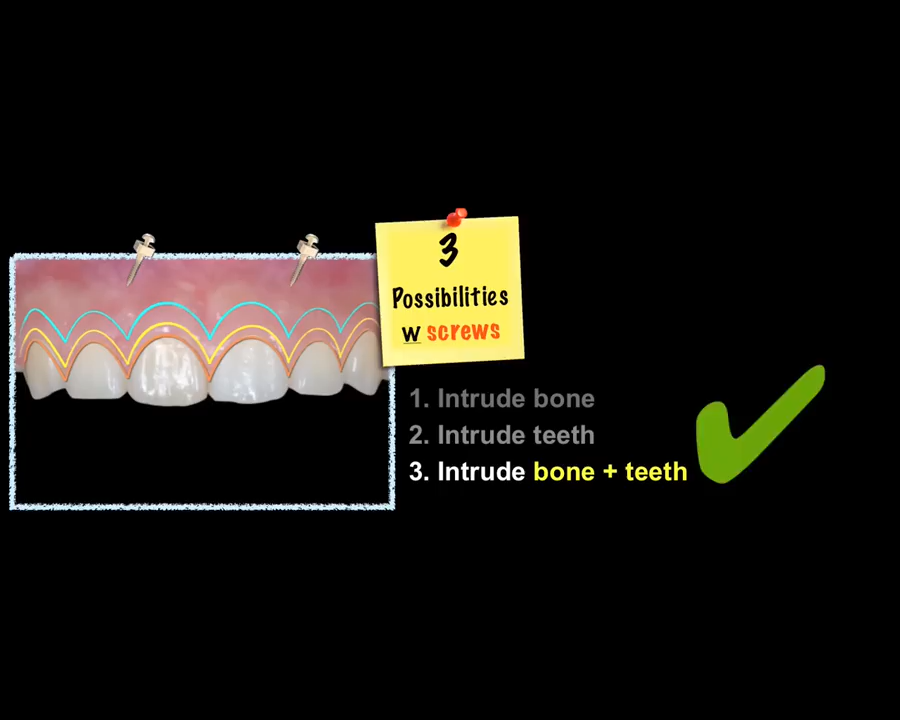 3
Possibilities
w screws
1. Intrude bone
2. Intrude teeth
3. Intrude bone + teeth